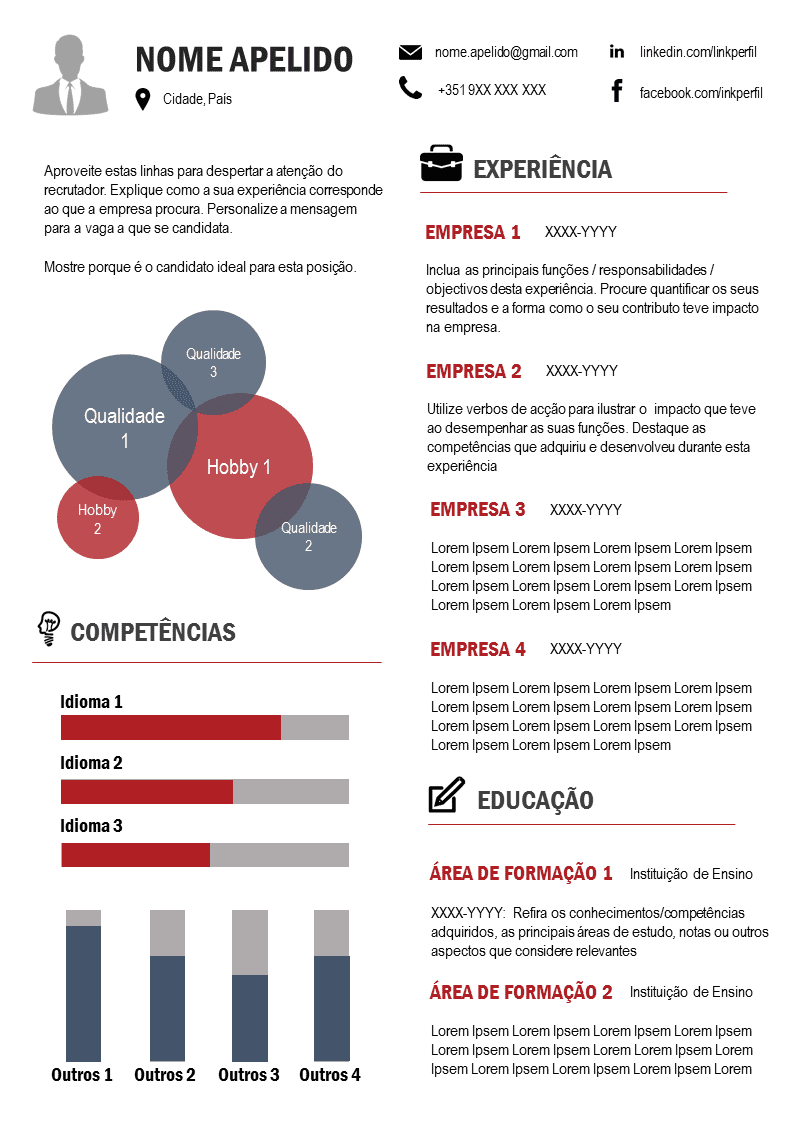 NOME APELIDO
Cidade, País
nome.apelido@gmail.com
+351 9XX XXX XXX
linkedin.com/linkperfil
facebook.com/inkperfil
Aproveite estas linhas para despertar a atenção do
recrutador. Explique como a sua experiência corresponde
ao que a empresa procura. Personalize a mensagem
para a vaga a que se candidata.
Mostre porque é o candidato ideal para esta posição.
Qualidade
3
Qualidade
1
Hobby 1
Hobby
2
Qualidade
2
COMPETÊNCIAS
Idioma 1
Idioma 2
Idioma 3
Outros 1
Outros 2
Outros 3
Outros 4
EXPERIÊNCIA
EMPRESA 1 XXXX-YYYY
Inclua as principais funções / responsabilidades /
objectivos desta experiência. Procure quantificar os seus
resultados e a forma como o seu contributo teve impacto
na empresa.
EMPRESA 2 XXXX-YYYY
Utilize verbos de acção para ilustrar o impacto que teve
ao desempenhar as suas funções. Destaque as
competências que adquiriu e desenvolveu durante esta
experiência
EMPRESA 3 XXXX-YYYY
Lorem Ipsem Lorem Ipsem Lorem Ipsem Lorem Ipsem
Lorem Ipsem Lorem Ipsem Lorem Ipsem Lorem Ipsem
Lorem Ipsem Lorem Ipsem Lorem Ipsem Lorem Ipsem
Lorem Ipsem Lorem Ipsem Lorem Ipsem
EMPRESA 4 XXXX-YYYY
Lorem Ipsem Lorem Ipsem Lorem Ipsem Lorem Ipsem
Lorem Ipsem Lorem Ipsem Lorem Ipsem Lorem Ipsem
Lorem Ipsem Lorem Ipsem Lorem Ipsem Lorem Ipsem
Lorem Ipsem Lorem Ipsem Lorem Ipsem
EDUCAÇÃO
ÁREA DE FORMAÇÃO 1 Instituição de Ensino
XXXX-YYYY: Refira os conhecimentos/competências
adquiridos, as principais áreas de estudo, notas ou outros
aspectos que considere relevantes
ÁREA DE FORMAÇÃO 2 Instituição de Ensino
Lorem Ipsem Lorem Ipsem Lorem Ipsem Lorem Ipsem
Lorem Ipsem Lorem Ipsem Lorem Lorem Ipsem Lorem
Ipsem Lorem Ipsem Lorem Ipsem Lorem Ipsem Lorem